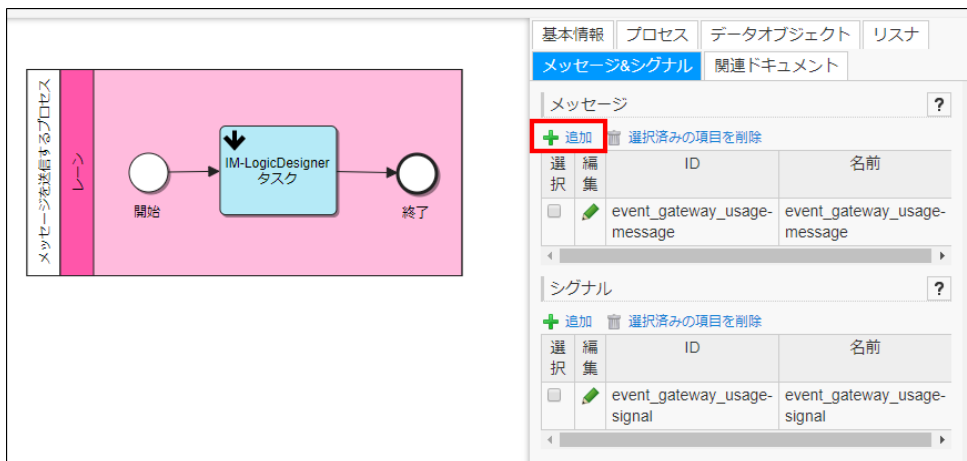 メッセージを送信するプロセス
レーン
開始
IM-LogicDesigner
タスク
終了
基本情報 プロセス データオブジェクト リスナ
メッセージ&シグナル 関連ドキュメント
メッセージ ?
追加 選択済みの項目を削除
選択 編集 ID 名前
event_gateway_usage-message event_gateway_usage-message
シグナル ?
追加 選択済みの項目を削除
選択 編集 ID 名前
event_gateway_usage-signal event_gateway_usage-signal